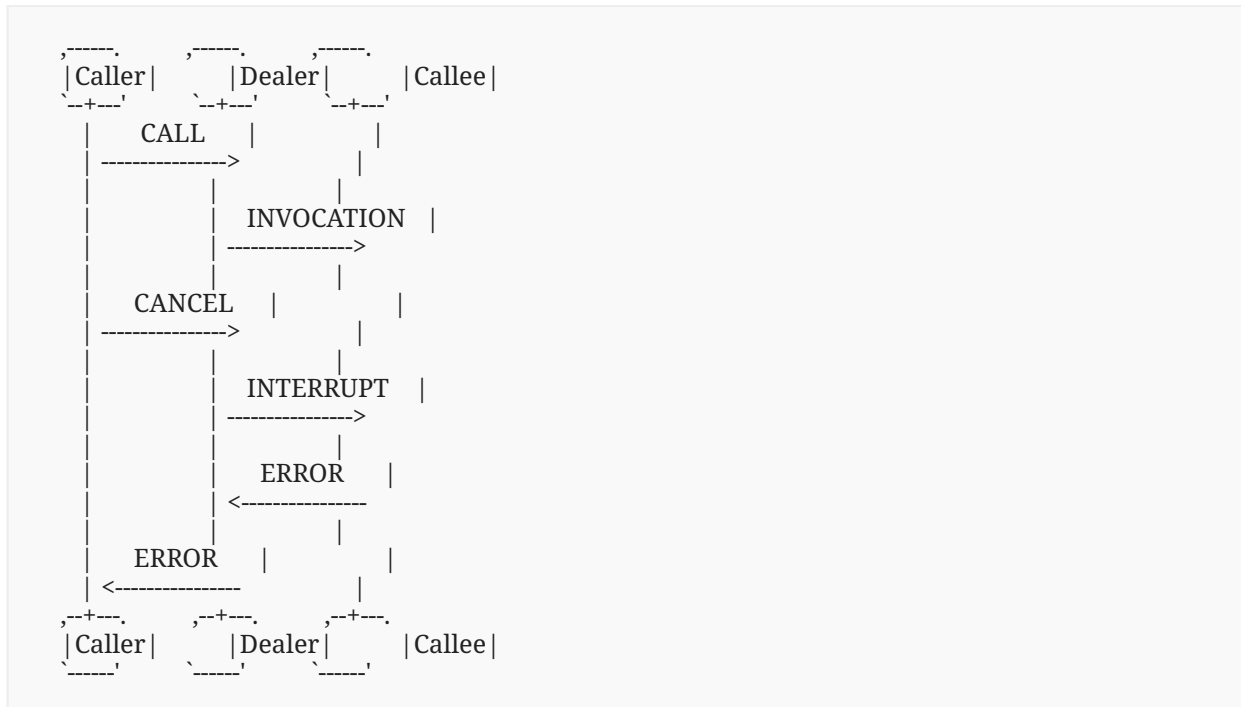 ,------.          ,------.          ,------.
|Caller|          |Dealer|          |Callee|
`--+---'          `--+---'          `--+---'
|       CALL      |                 |
| ---------------->                 |
|                 |                 |
|                 |    INVOCATION   |
|                 | ---------------->
|                 |                 |
|      CANCEL     |                 |
| ---------------->                 |
|                 |                 |
|                 |    INTERRUPT    |
|                 | ---------------->
|                 |                 |
|                 |      ERROR      |
|                 | <----------------
|                 |                 |
|      ERROR      |                 |
| <----------------                 |
,--+---.          ,--+---.          ,--+---.
|Caller|          |Dealer|          |Callee|
`------'          `------'          `------'